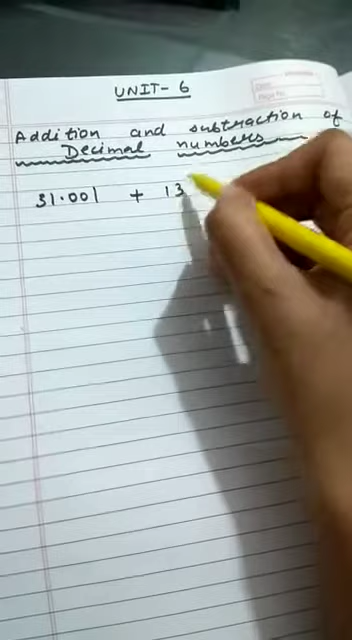 UNIT- 6
Addition and subtraction of
Decimal numbers
31.001 + 13